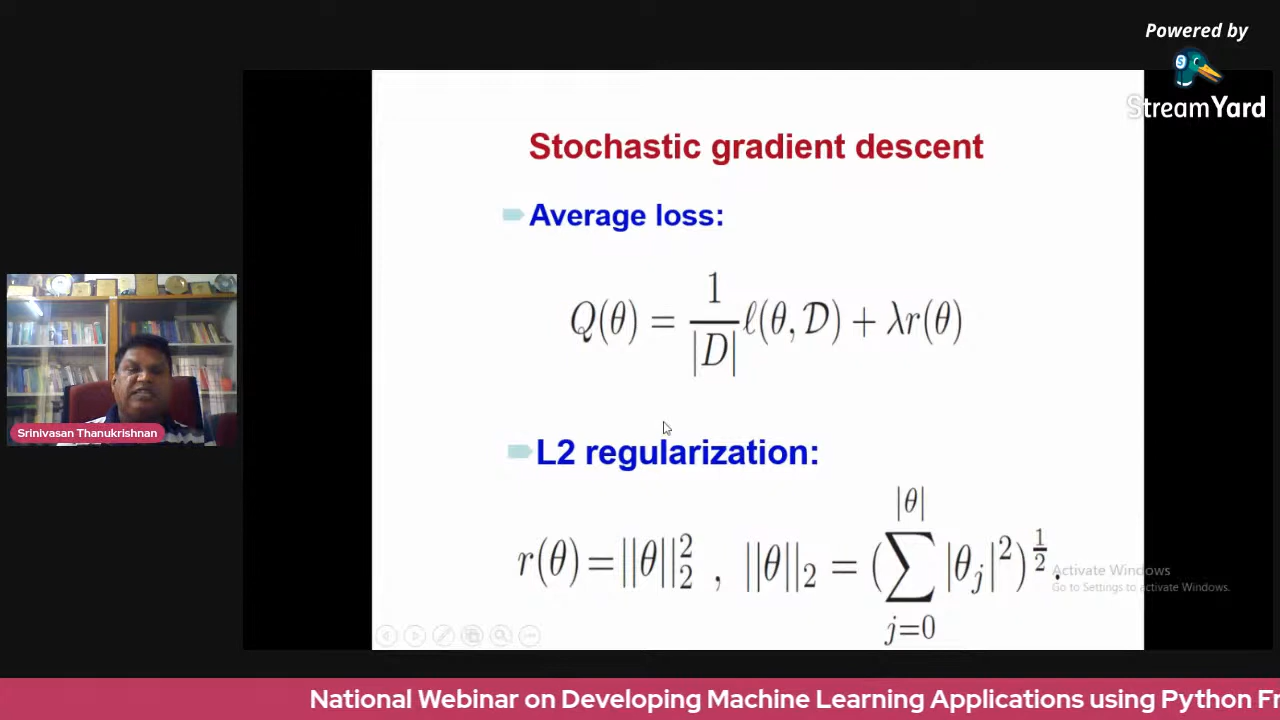 Powered by
StreamYard
Stochastic gradient descent
Average loss:
Q(θ) = 1/|D| ℓ(θ, 𝒟) + λr(θ)
Srinivasan Thanukrishnan
L2 regularization:
r(θ)=||θ||₂² , ||θ||₂ = (∑_{j=0}^{|θ|} |θⱼ|²)^{1/2}.
Activate Windows
Go to Settings to activate Windows.
National Webinar on Developing Machine Learning Applications using Python Fr